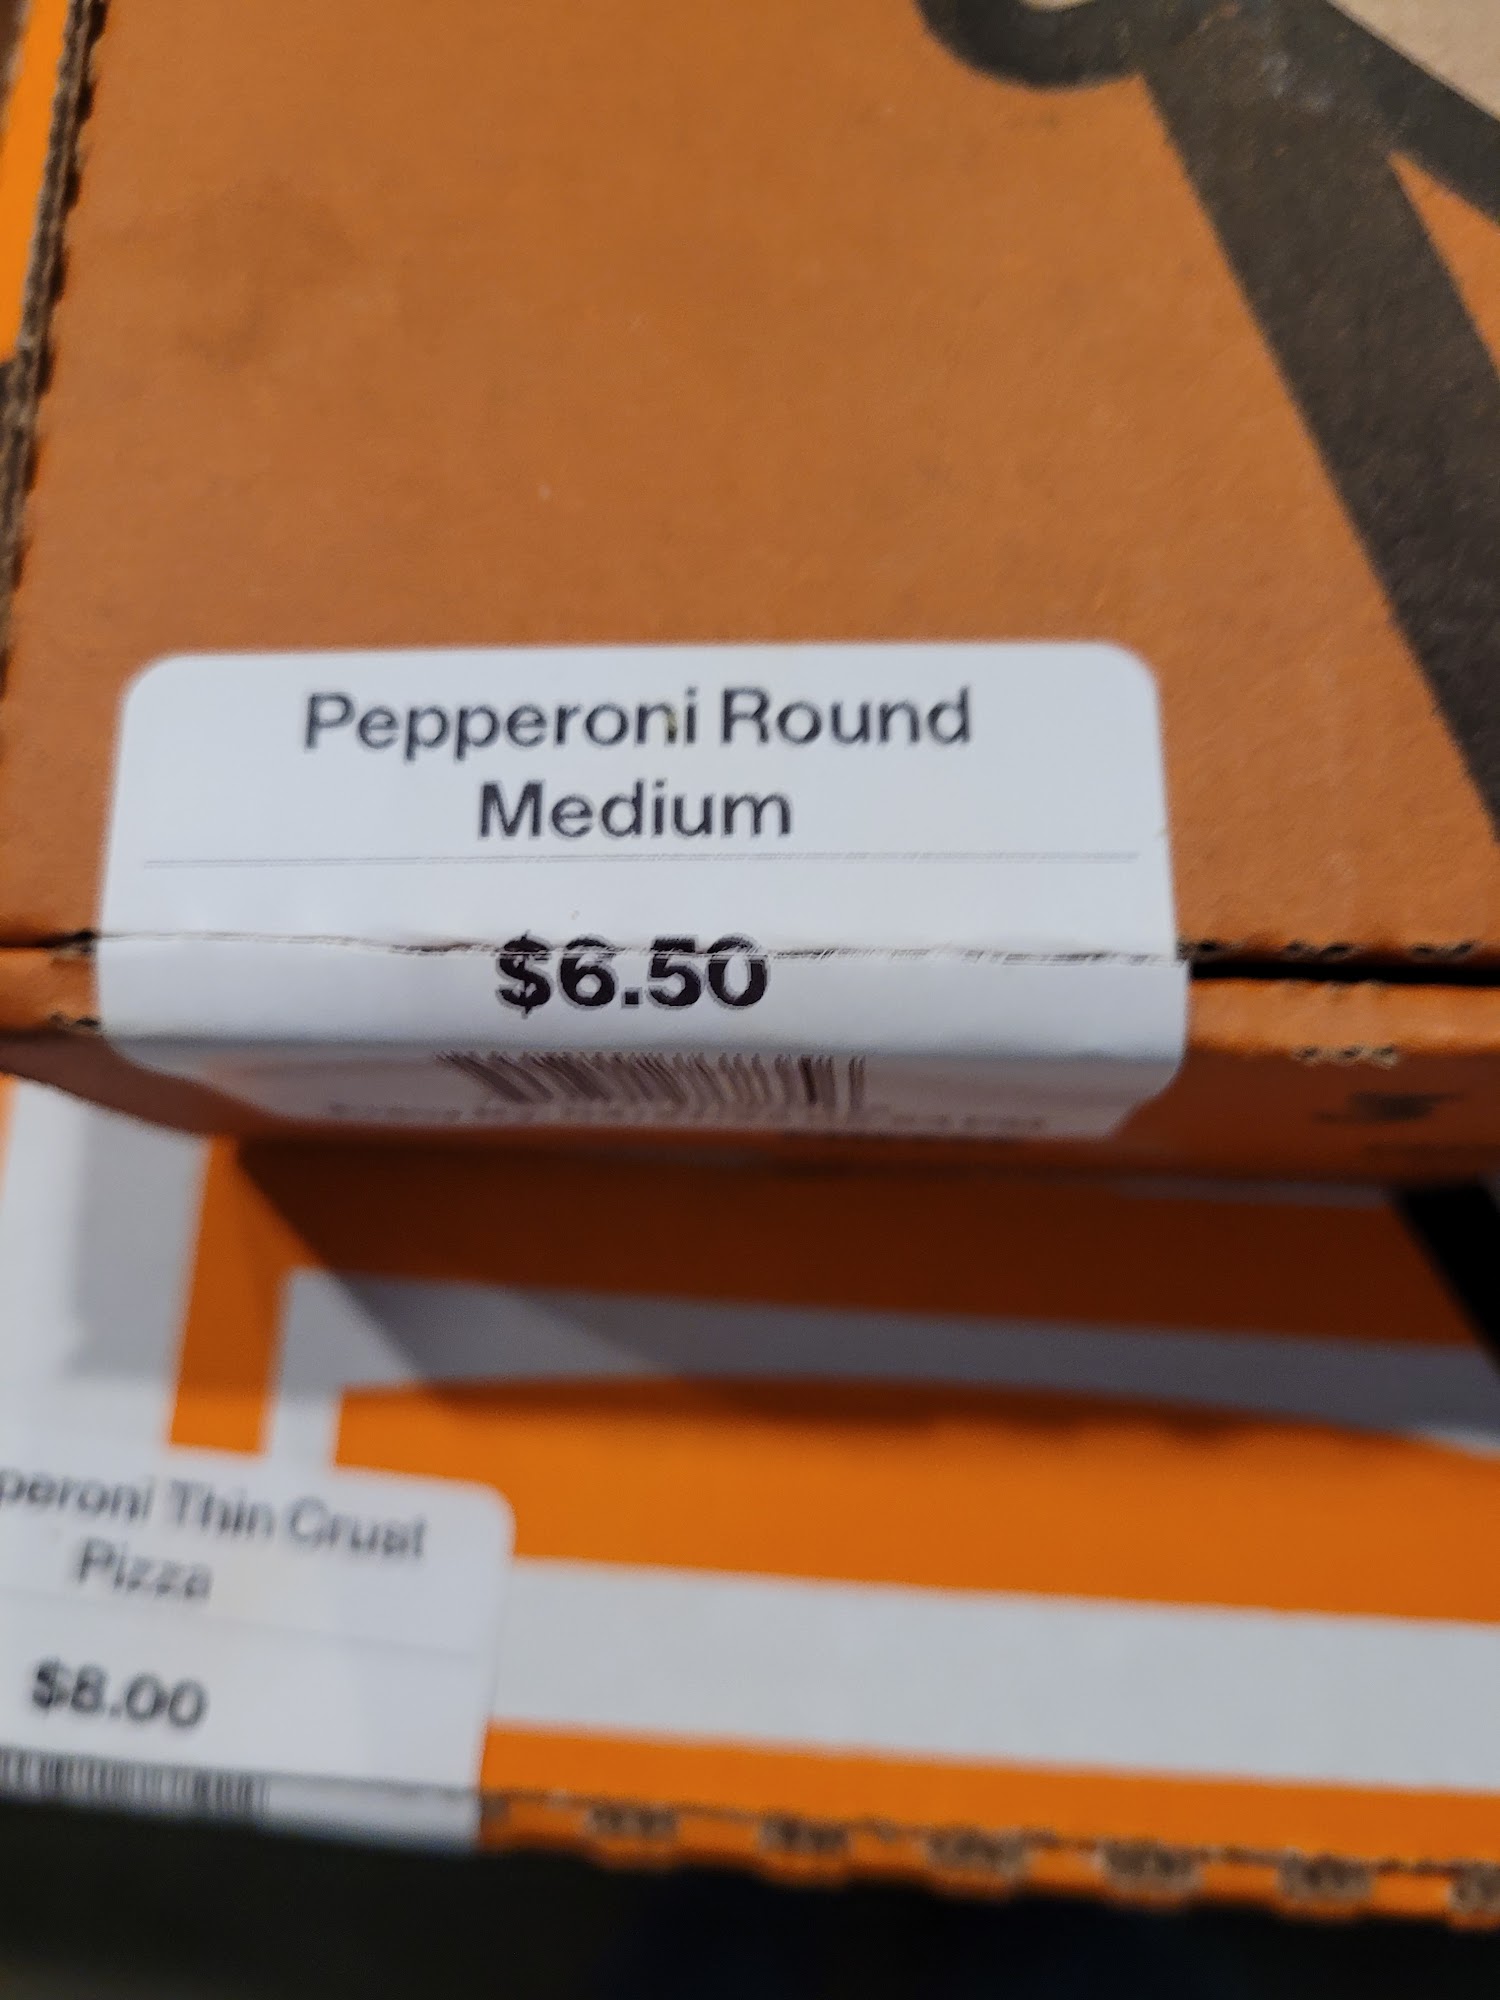 Pepperoni Round
Medium
$6.50
peroni Thin Crust
Pizza
$8.00